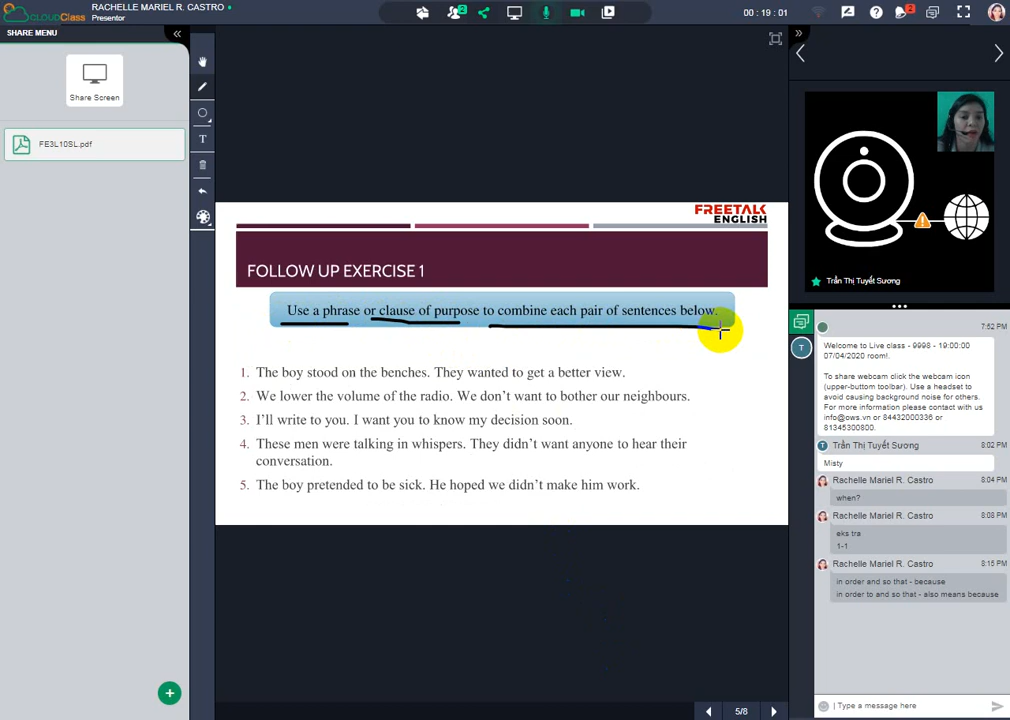 CLOUDCLASS
RACHELLE MARIEL R. CASTRO
Presentor
2
00 : 19 : 01
2
SHARE MENU
Share Screen
FE3L10SL.pdf
T
FREETALK
ENGLISH
FOLLOW UP EXERCISE 1
Use a phrase or clause of purpose to combine each pair of sentences below.
1. The boy stood on the benches. They wanted to get a better view.
2. We lower the volume of the radio. We don't want to bother our neighbours.
3. I'll write to you. I want you to know my decision soon.
4. These men were talking in whispers. They didn't want anyone to hear their
conversation.
5. The boy pretended to be sick. He hoped we didn't make him work.
5/8
Trần Thị Tuyết Sương
7:52 PM
Welcome to Live class - 9998 - 19:00:00
07/04/2020 room!.
To share webcam click the webcam icon
(upper-buttom toolbar). Use a headset to
avoid causing background noise for others.
For more information please contact with us
info@ows.vn or 84432000336 or
81345300800.
T
T Trần Thị Tuyết Sương 8:02 PM
Misty
Rachelle Mariel R. Castro 8:04 PM
when?
Rachelle Mariel R. Castro 8:08 PM
eks tra
1-1
Rachelle Mariel R. Castro 8:15 PM
in order and so that - because
in order to and so that - also means because
Type a message here